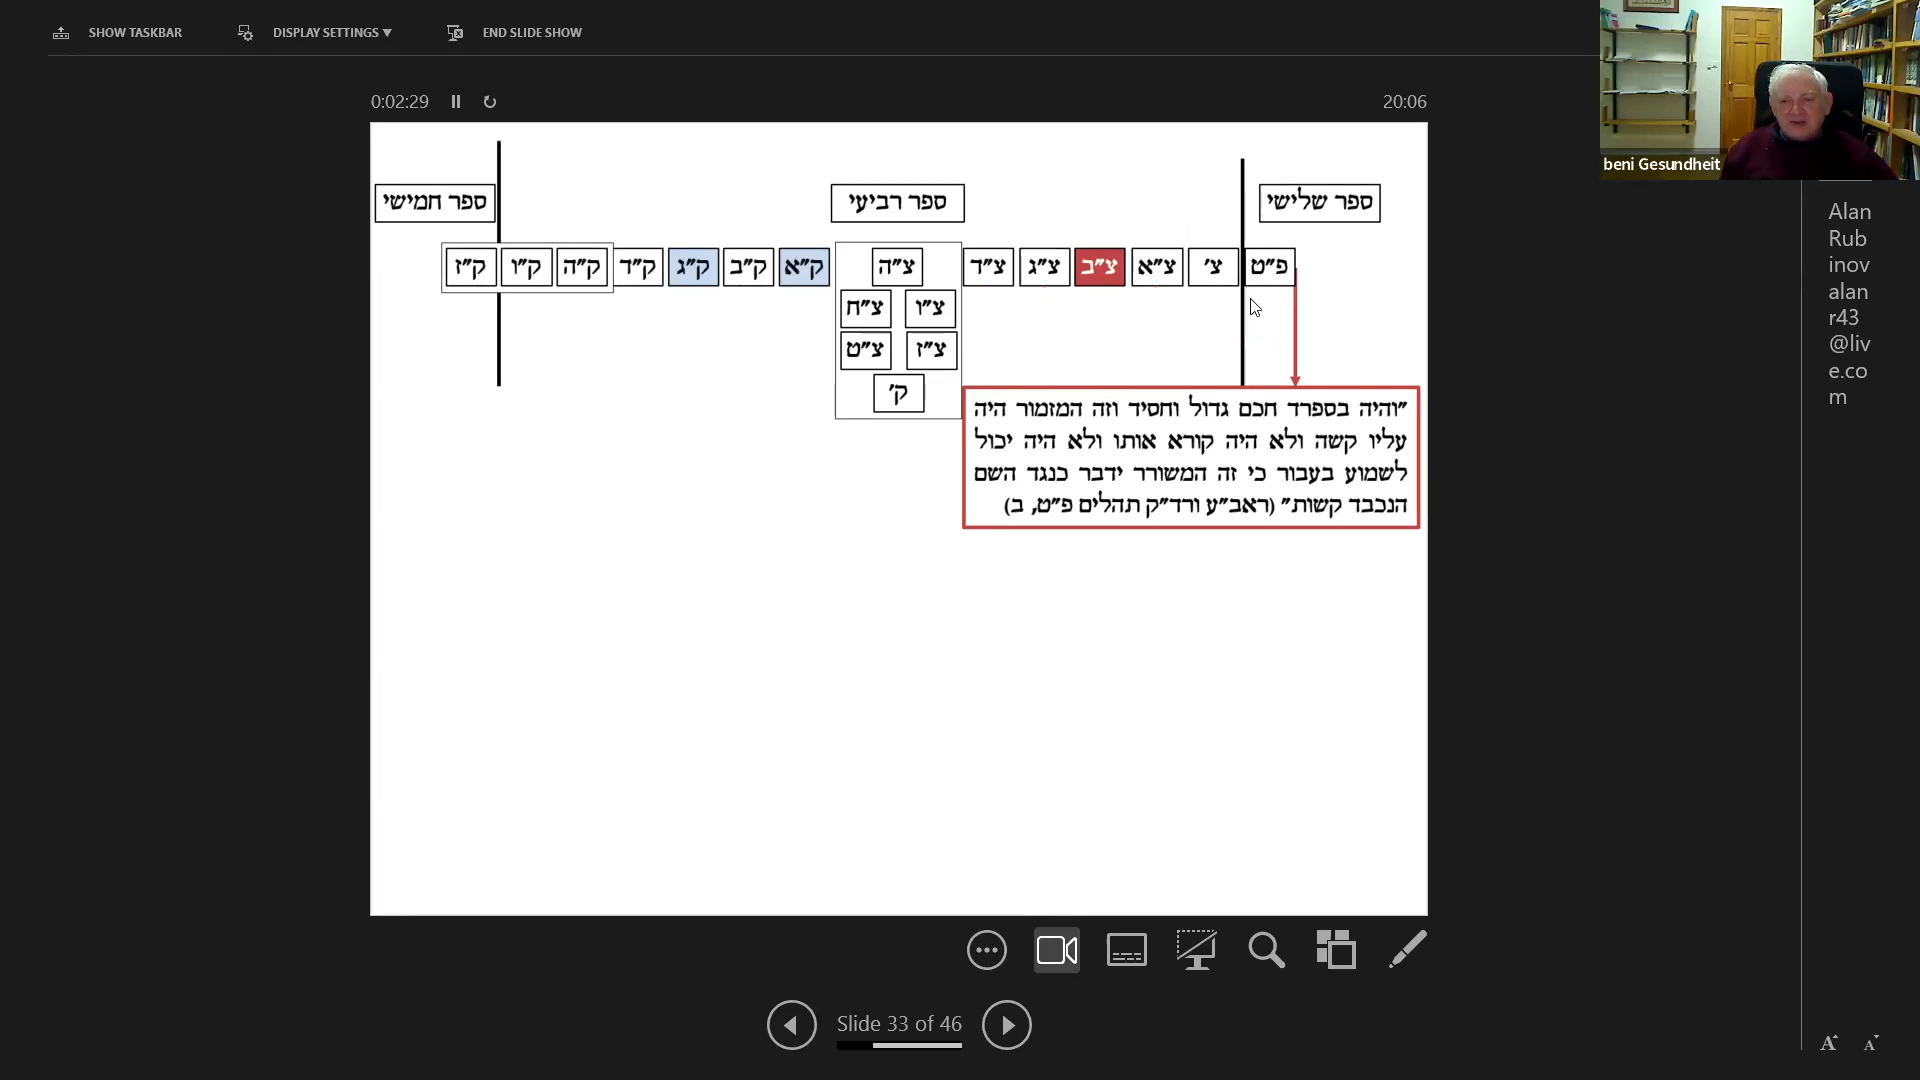 SHOW TASKBAR
DISPLAY SETTINGS ▼
END SLIDE SHOW
0:02:29
20:06
beni Gesundheit
ספר שלישי
ספר רביעי
ספר חמישי
פ״ט
צ׳
צ״א
צ״ב
צ״ג
צ״ד
צ״ה
ק״א
ק״ב
ק״ג
ק״ד
ק״ה
ק״ו
ק״ז
צ״ו
צ״ח
צ״ז
צ״ט
ק׳
״והיה בספרד חכם גדול וחסיד וזה המזמור היה
עליו קשה ולא היה קורא אותו ולא היה יכול
לשמוע בעבור כי זה המשורר ידבר כנגד השם
הנכבד קשות״ (ראב״ע ורד״ק תהלים פ״ט, ב)
Alan
Rub
inov
alan
r43
@liv
e.co
m
Slide 33 of 46
A
A